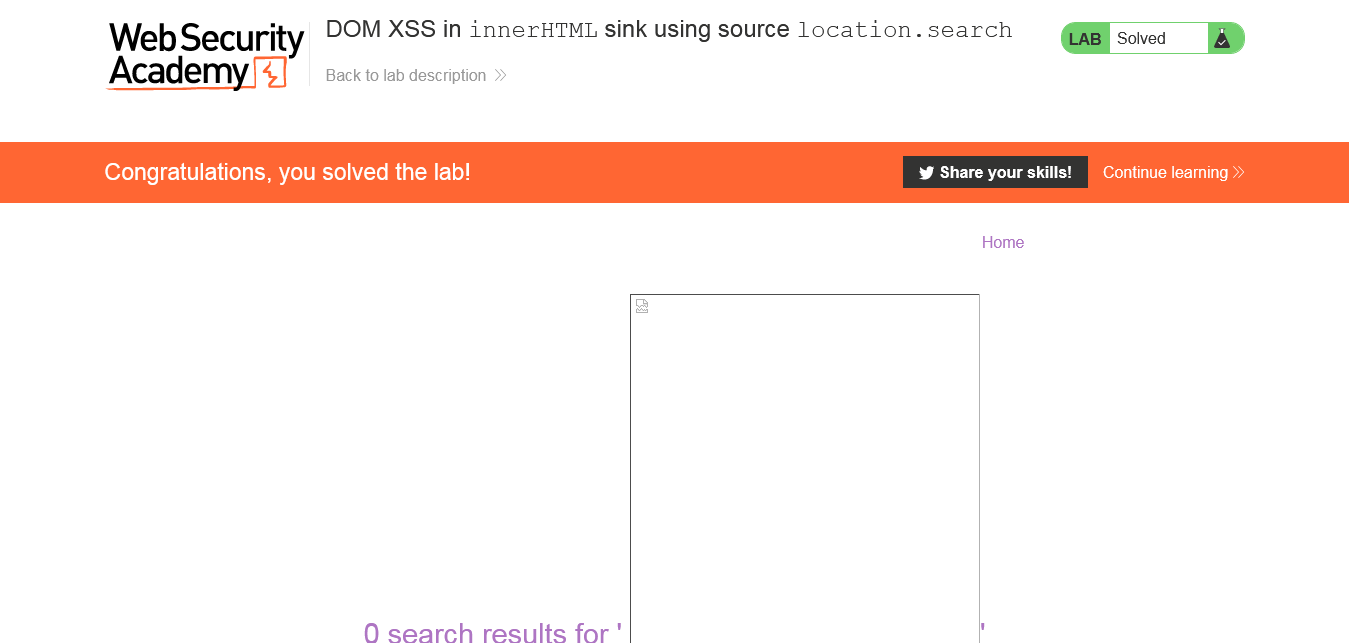 Web Security
Academy
DOM XSS in innerHTML sink using source location.search
Back to lab description
LAB Solved
Congratulations, you solved the lab!
Share your skills!
Continue learning
Home
0 search results for ' '